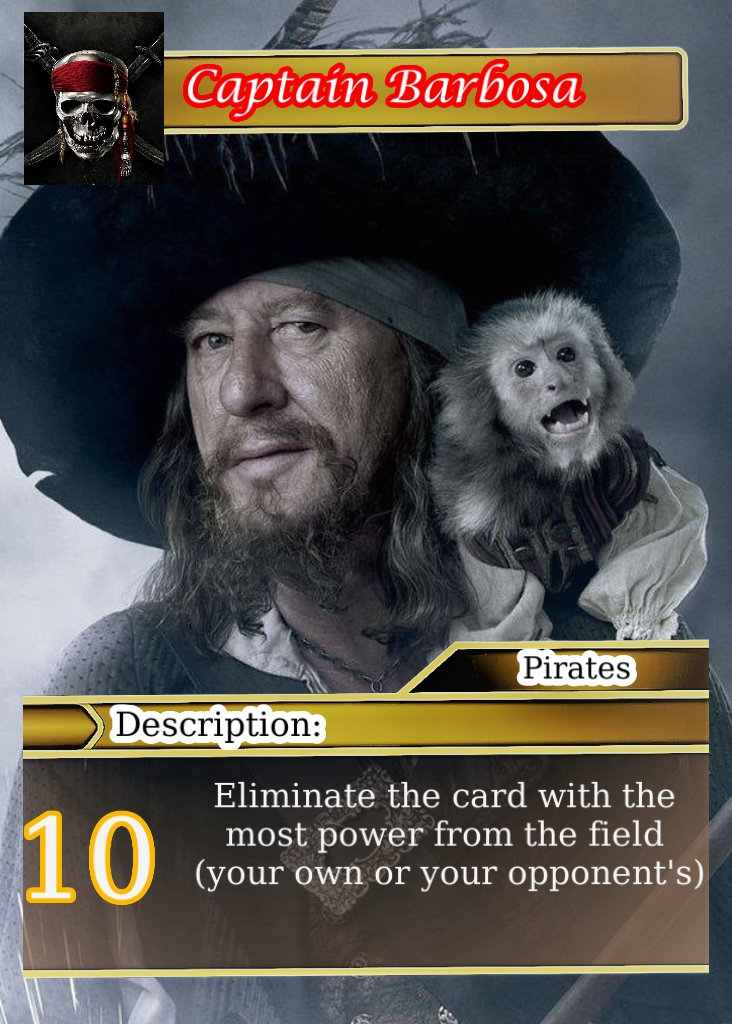 Captain Barbosa
Pirates
Description:
10
Eliminate the card with the
most power from the field
(your own or your opponent's)